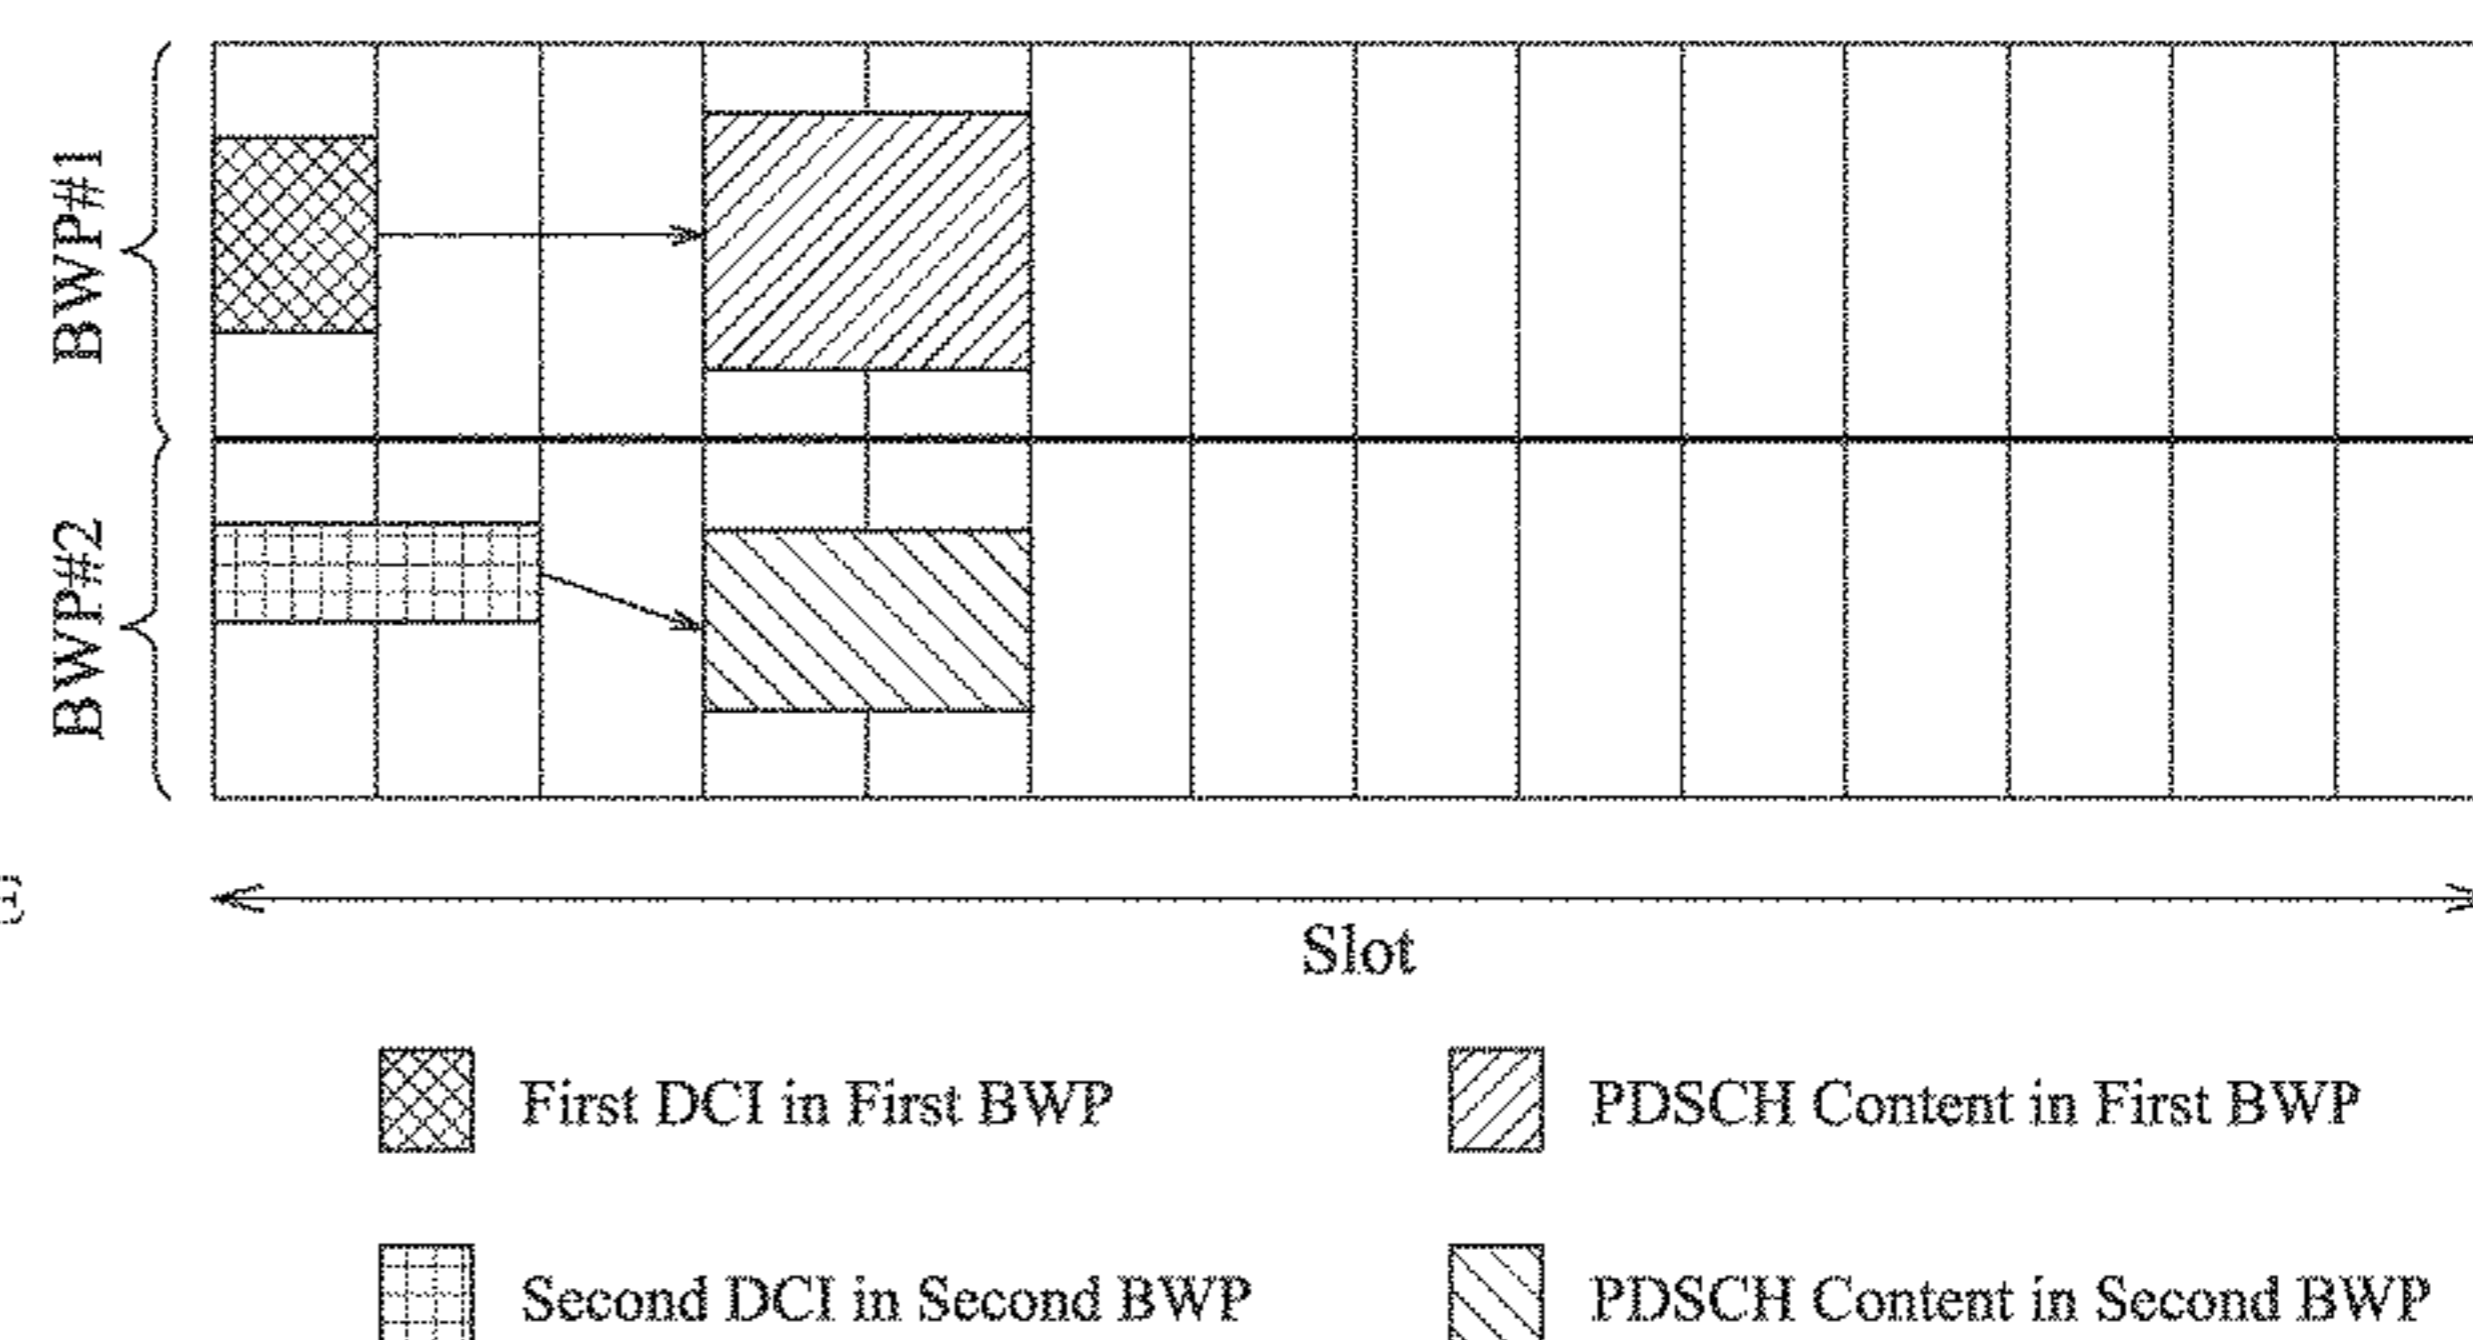 BWP#1
BWP#2
Slot
First DCI in First BWP
PDSCH Content in First BWP
Second DCI in Second BWP
PDSCH Content in Second BWP